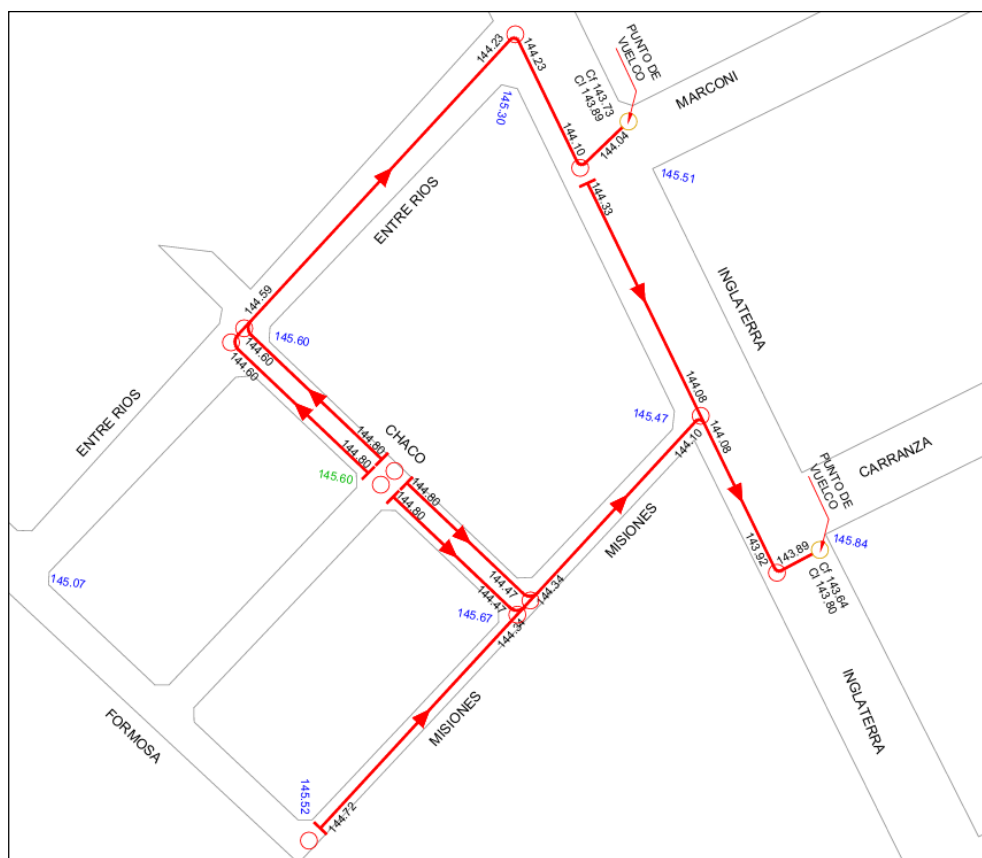 144.23
144.23
PUNTO DE
VUELCO
Cf 143.73
Cl 143.89
MARCONI
145.30
144.10
144.04
145.51
144.33
ENTRE RIOS
INGLATERRA
144.59
145.60
144.60
144.60
ENTRE RIOS
144.08
145.47
144.10
144.08
CARRANZA
CHACO
144.80
144.80
145.60
144.80
144.80
PUNTO DE
VUELCO
MISIONES
145.84
143.92
143.89
Cf 143.64
Cl 143.80
145.07
144.47
144.47
144.34
145.67
144.34
MISIONES
FORMOSA
INGLATERRA
145.52
144.72